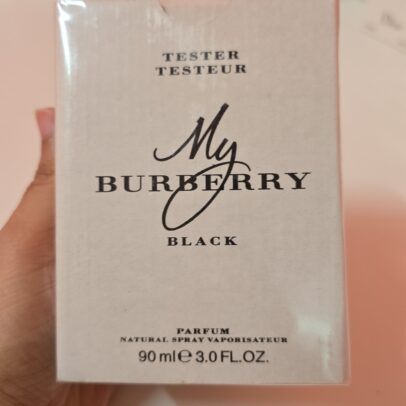 TESTER
TESTEUR
My
BURBERRY
BLACK
PARFUM
NATURAL SPRAY VAPORISATEUR
90 ml ℮ 3.0 FL.OZ.